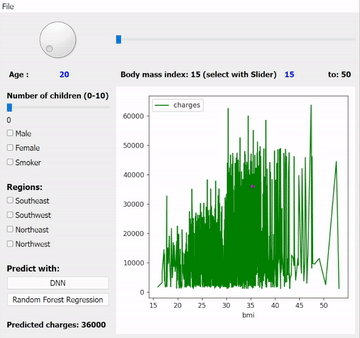 File
Age : 20 Body mass index: 15 (select with Slider) 15 to: 50
Number of children (0-10)
0
Male
Female
Smoker
Regions:
Southeast
Southwest
Northeast
Northwest
Predict with:
DNN
Random Forest Regression
Predicted charges: 36000
charges
60000
50000
40000
30000
20000
10000
0
15 20 25 30 35 40 45 50
bmi